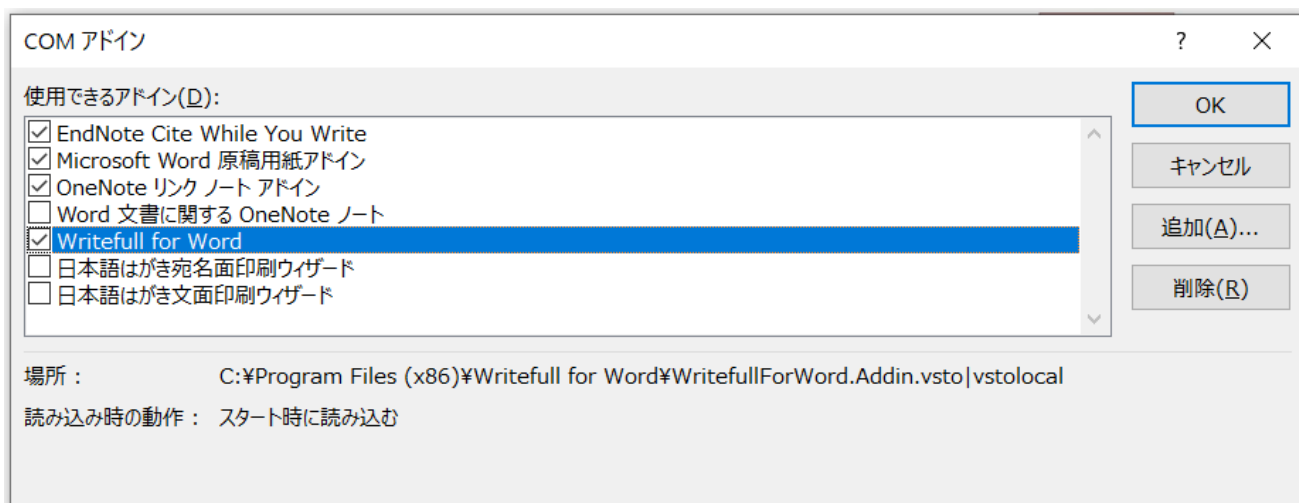 COM アドイン
?
使用できるアドイン(D):
EndNote Cite While You Write
Microsoft Word 原稿用紙アドイン
OneNote リンク ノート アドイン
Word 文書に関する OneNote ノート
Writefull for Word
日本語はがき宛名面印刷ウィザード
日本語はがき文面印刷ウィザード
OK
キャンセル
追加(A)...
削除(R)
場所 : C:¥Program Files (x86)¥Writefull for Word¥WritefullForWord.Addin.vsto|vstolocal
読み込み時の動作 : スタート時に読み込む